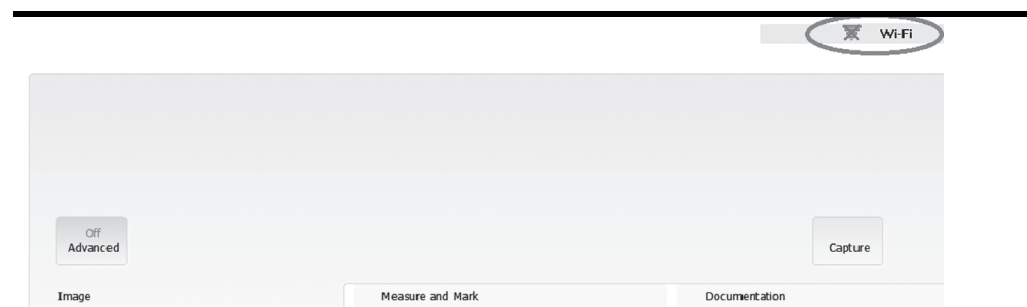 Wi-Fi
Off
Advanced
Capture
Image
Measure and Mark
Documentation